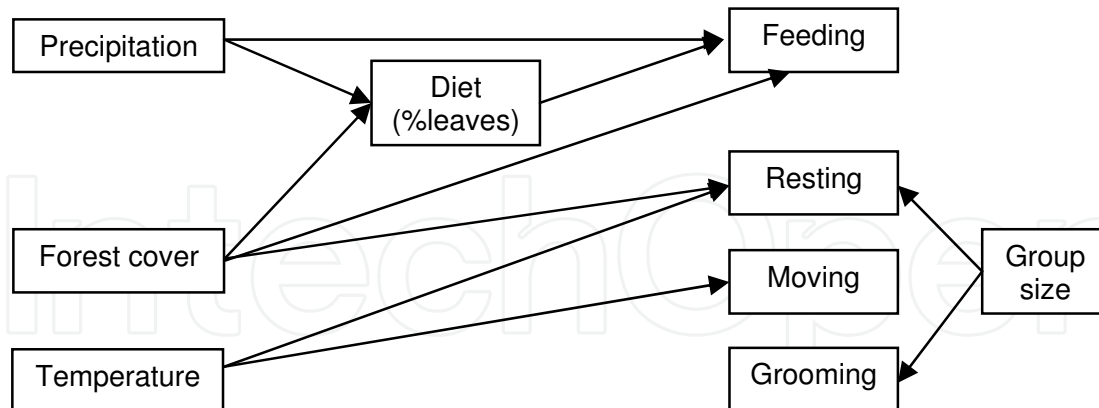 Precipitation
Feeding
Diet
(%leaves)
Resting
Forest cover
Moving
Group
size
Temperature
Grooming
IntechOpen